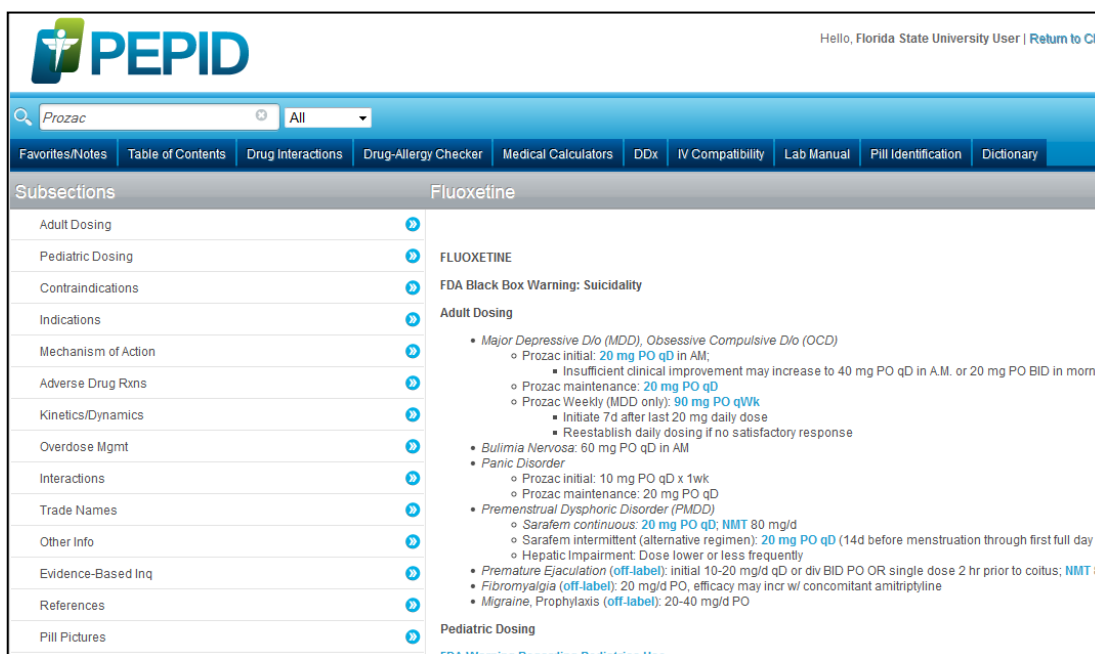 PEPID
Hello, Florida State University User | Return to
Prozac
All
Favorites/Notes Table of Contents Drug Interactions Drug-Allergy Checker Medical Calculators DDx IV Compatibility Lab Manual Pill Identification Dictionary
Subsections
Adult Dosing
Pediatric Dosing
Contraindications
Indications
Mechanism of Action
Adverse Drug Rxns
Kinetics/Dynamics
Overdose Mgmt
Interactions
Trade Names
Other Info
Evidence-Based Inq
References
Pill Pictures
Fluoxetine
FLUOXETINE
FDA Black Box Warning: Suicidality
Adult Dosing
Major Depressive D/o (MDD), Obsessive Compulsive D/o (OCD)
Prozac initial: 20 mg PO qD in AM;
Insufficient clinical improvement may increase to 40 mg PO qD in A.M. or 20 mg PO BID in morn
Prozac maintenance: 20 mg PO qD
Prozac Weekly (MDD only): 90 mg PO qWk
Initiate 7d after last 20 mg daily dose
Reestablish daily dosing if no satisfactory response
Bulimia Nervosa: 60 mg PO qD in AM
Panic Disorder
Prozac initial: 10 mg PO qD x 1wk
Prozac maintenance: 20 mg PO qD
Premenstrual Dysphoric Disorder (PMDD)
Sarafem continuous: 20 mg PO qD; NMT 80 mg/d
Sarafem intermittent (alternative regimen): 20 mg PO qD (14d before menstruation through first full day
Hepatic Impairment: Dose lower or less frequently
Premature Ejaculation (off-label): initial 10-20 mg/d qD or div BID PO OR single dose 2 hr prior to coitus; NMT
Fibromyalgia (off-label): 20 mg/d PO, efficacy may incr w/ concomitant amitriptyline
Migraine, Prophylaxis (off-label): 20-40 mg/d PO
Pediatric Dosing